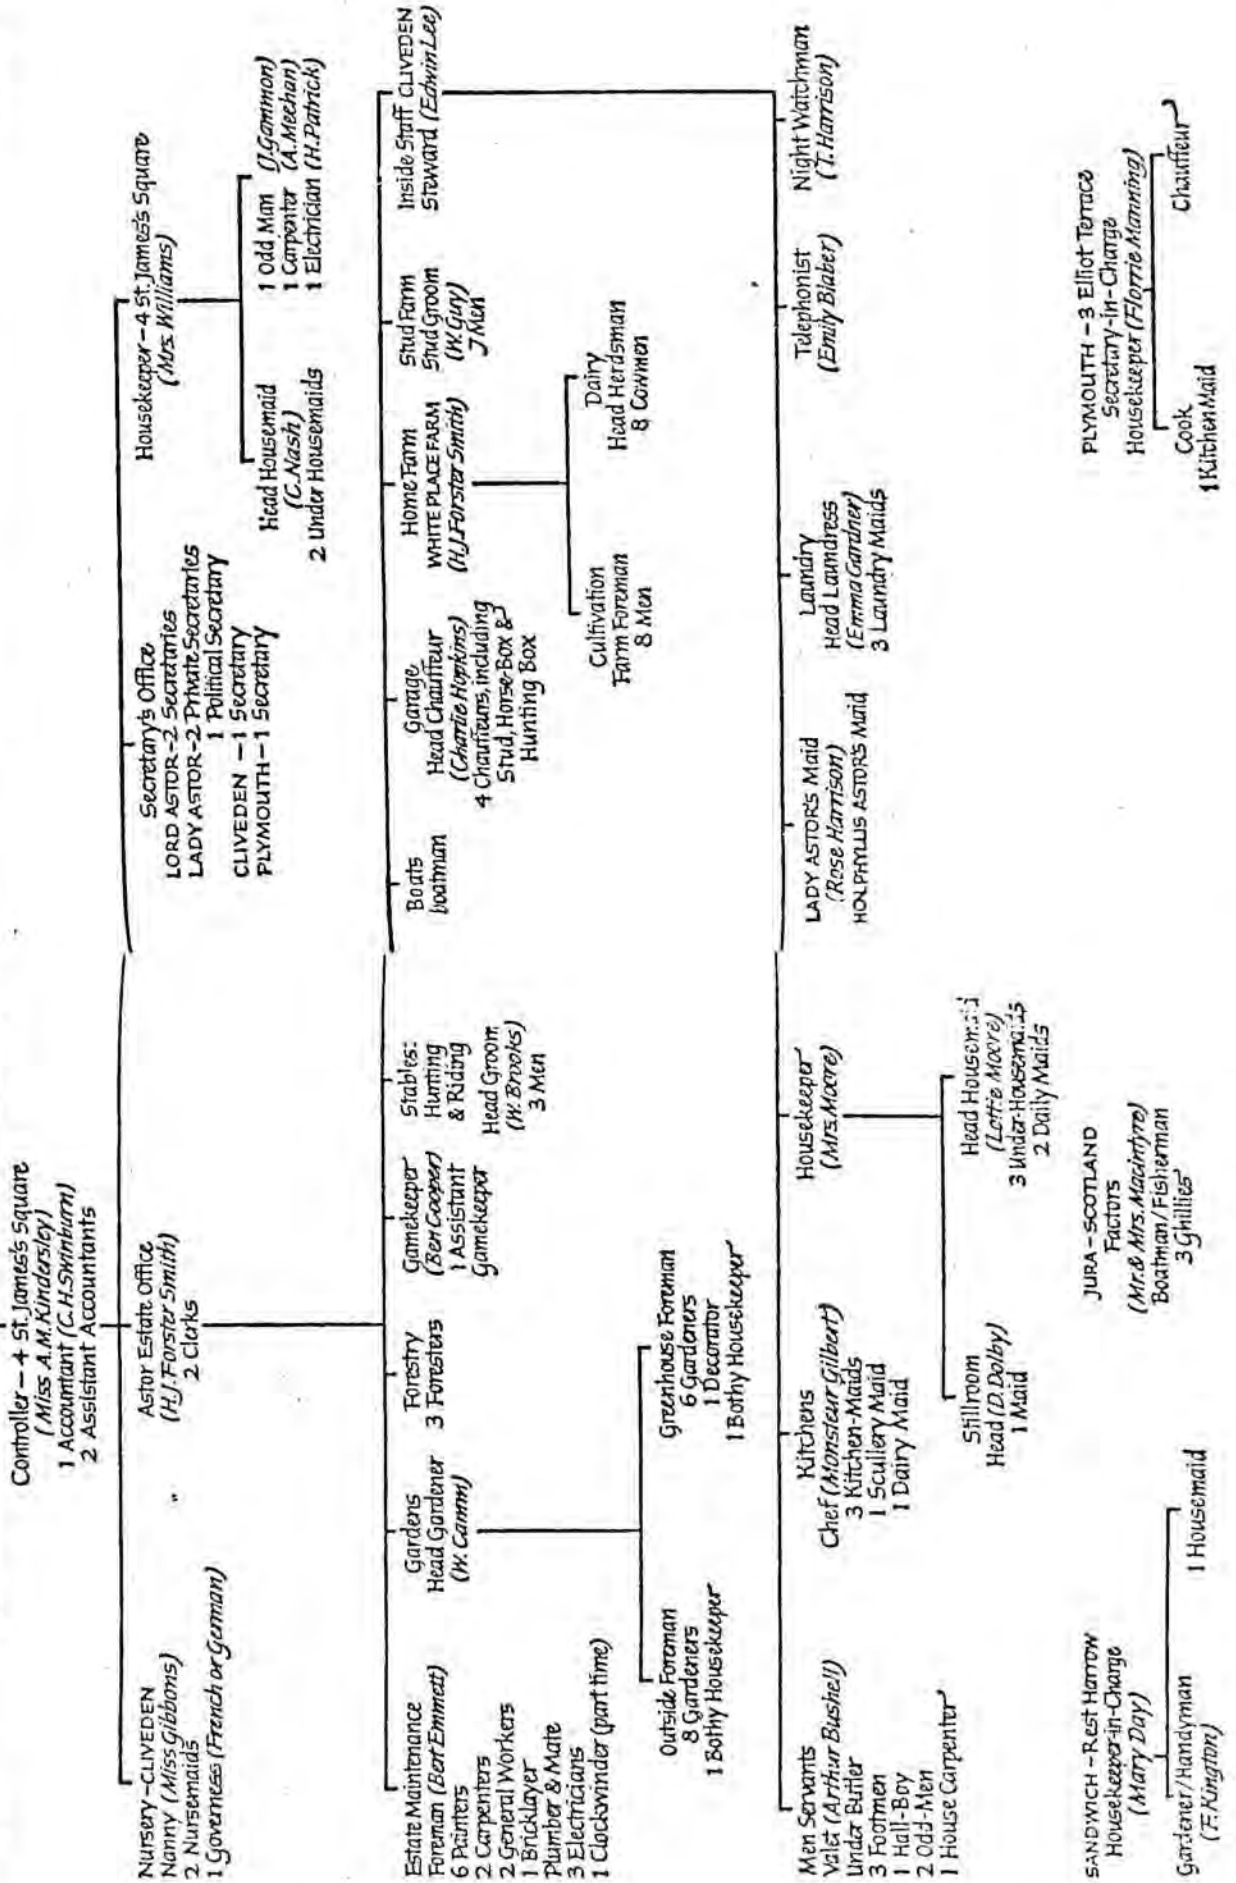 Controller – 4 St. James's Square
(Miss A.M. Kindersley)
1 Accountant (C.H. Swinburn)
2 Assistant Accountants
Nursery – CLIVEDEN
Nanny (Miss Gibbons)
2 Nursemaids
1 Governess (French or German)
Astor Estate Office
(H.J. Forster Smith)
2 Clerks
Secretary's Office
LORD ASTOR – 2 Secretaries
LADY ASTOR – 2 Private Secretaries
1 Political Secretary
CLIVEDEN – 1 Secretary
PLYMOUTH – 1 Secretary
Housekeeper – 4 St. James's Square
(Mrs. Williams)
Head Housemaid
(C. Nash)
2 Under Housemaids
1 Odd Man (J. Gammon)
1 Carpenter (A. Meehan)
1 Electrician (H. Patrick)
Estate Maintenance
Foreman (Bert Emmett)
6 Painters
2 Carpenters
2 General Workers
1 Bricklayer
Plumber & Mate
3 Electricians
1 Clockwinder (part time)
Gardens
Head Gardener
(W. Camm)
Outside Foreman
8 Gardeners
1 Bothy Housekeeper
Greenhouse Foreman
6 Gardeners
1 Decorator
1 Bothy Housekeeper
Forestry
3 Foresters
Gamekeeper
(Ben Cooper)
1 Assistant
Gamekeeper
Stables:
Hunting
& Riding
Head Groom
(W. Brooks)
3 Men
Boats
boatman
Garage
Head Chauffeur
(Charlie Hopkins)
4 Chauffeurs, including
Stud, Horse-Box &
Hunting Box
Home Farm
WHITE PLACE FARM
(H.J. Forster Smith)
Cultivation
Farm Foreman
8 Men
Dairy
Head Herdsman
8 Cowmen
Stud Farm
Stud Groom
(W. Guy)
7 Men
Inside Staff CLIVEDEN
Steward (Edwin Lee)
Men Servants
Valet (Arthur Bushell)
Under Butler
3 Footmen
1 Hall-Boy
2 Odd-Men
1 House Carpenter
Kitchens
Chef (Monsieur Gilbert)
3 Kitchen-Maids
1 Scullery Maid
1 Dairy Maid
Housekeeper
(Mrs. Moore)
Stillroom
Head (D. Dolby)
1 Maid
Head Housemaid
(Lottie Moore)
3 Under-Housemaids
2 Daily Maids
LADY ASTOR'S Maid
(Rose Harrison)
HON. PHYLLIS ASTOR'S Maid
Laundry
Head Laundress
(Emma Gardner)
3 Laundry Maids
Telephonist
(Emily Blaber)
Night Watchman
(T. Harrison)
SANDWICH – Rest Harrow
Housekeeper-in-Charge
(Mary Day)
Gardener/Handyman
(F. Kington)
1 Housemaid
JURA – SCOTLAND
Factors
(Mr. & Mrs. Macintyre)
Boatman/Fisherman
3 Ghillies
PLYMOUTH – 3 Elliot Terrace
Secretary-in-Charge
Housekeeper (Florrie Manning)
Cook
1 Kitchen Maid
Chauffeur